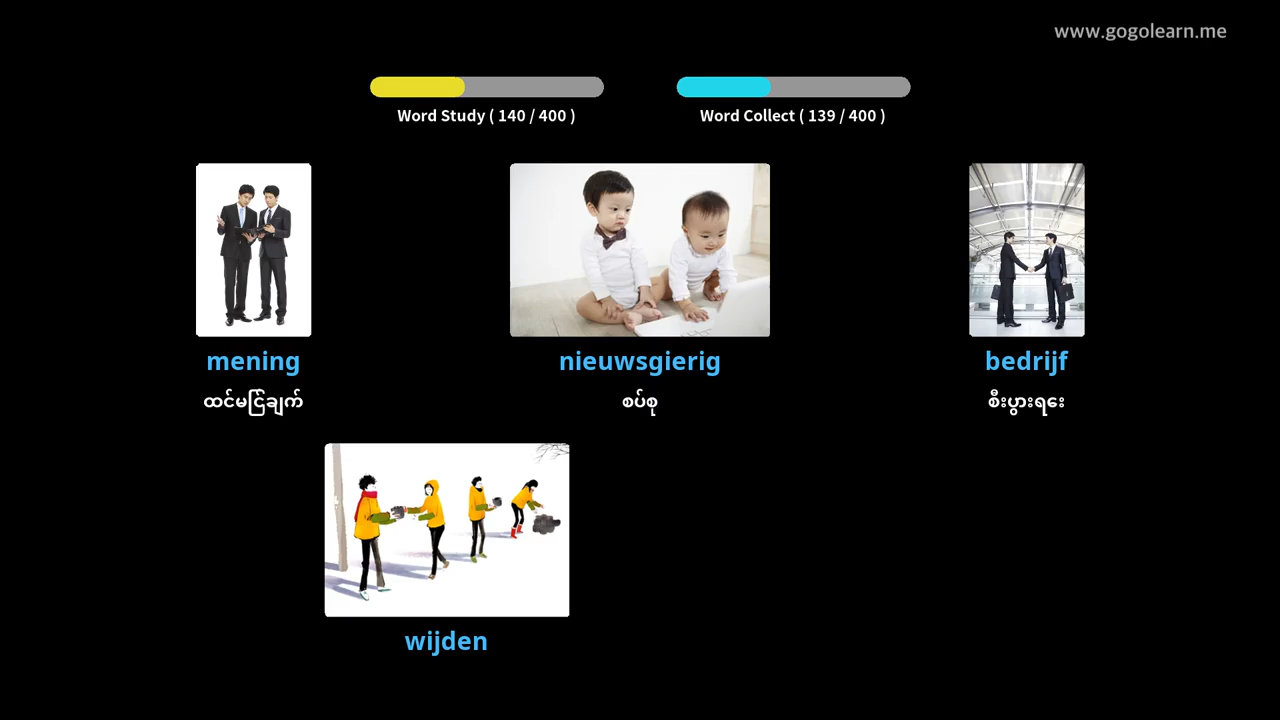 www.gogolearn.me
Word Study ( 140 / 400 )
Word Collect ( 139 / 400 )
mening
nieuwsgierig
bedrijf
ထင်မြင်ချက်
စပ်စု
စီးပွားရေး
wijden